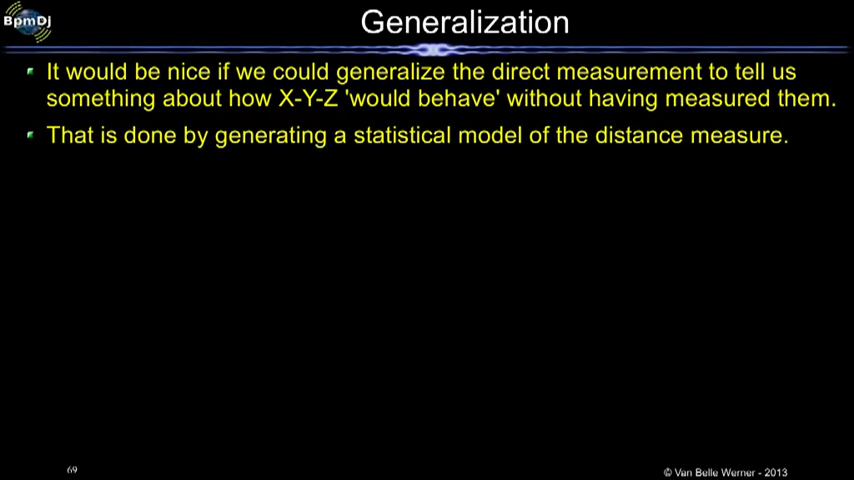 BpmDj
Generalization
It would be nice if we could generalize the direct measurement to tell us
something about how X-Y-Z 'would behave' without having measured them.
That is done by generating a statistical model of the distance measure.
69
© Van Belle Werner - 2013